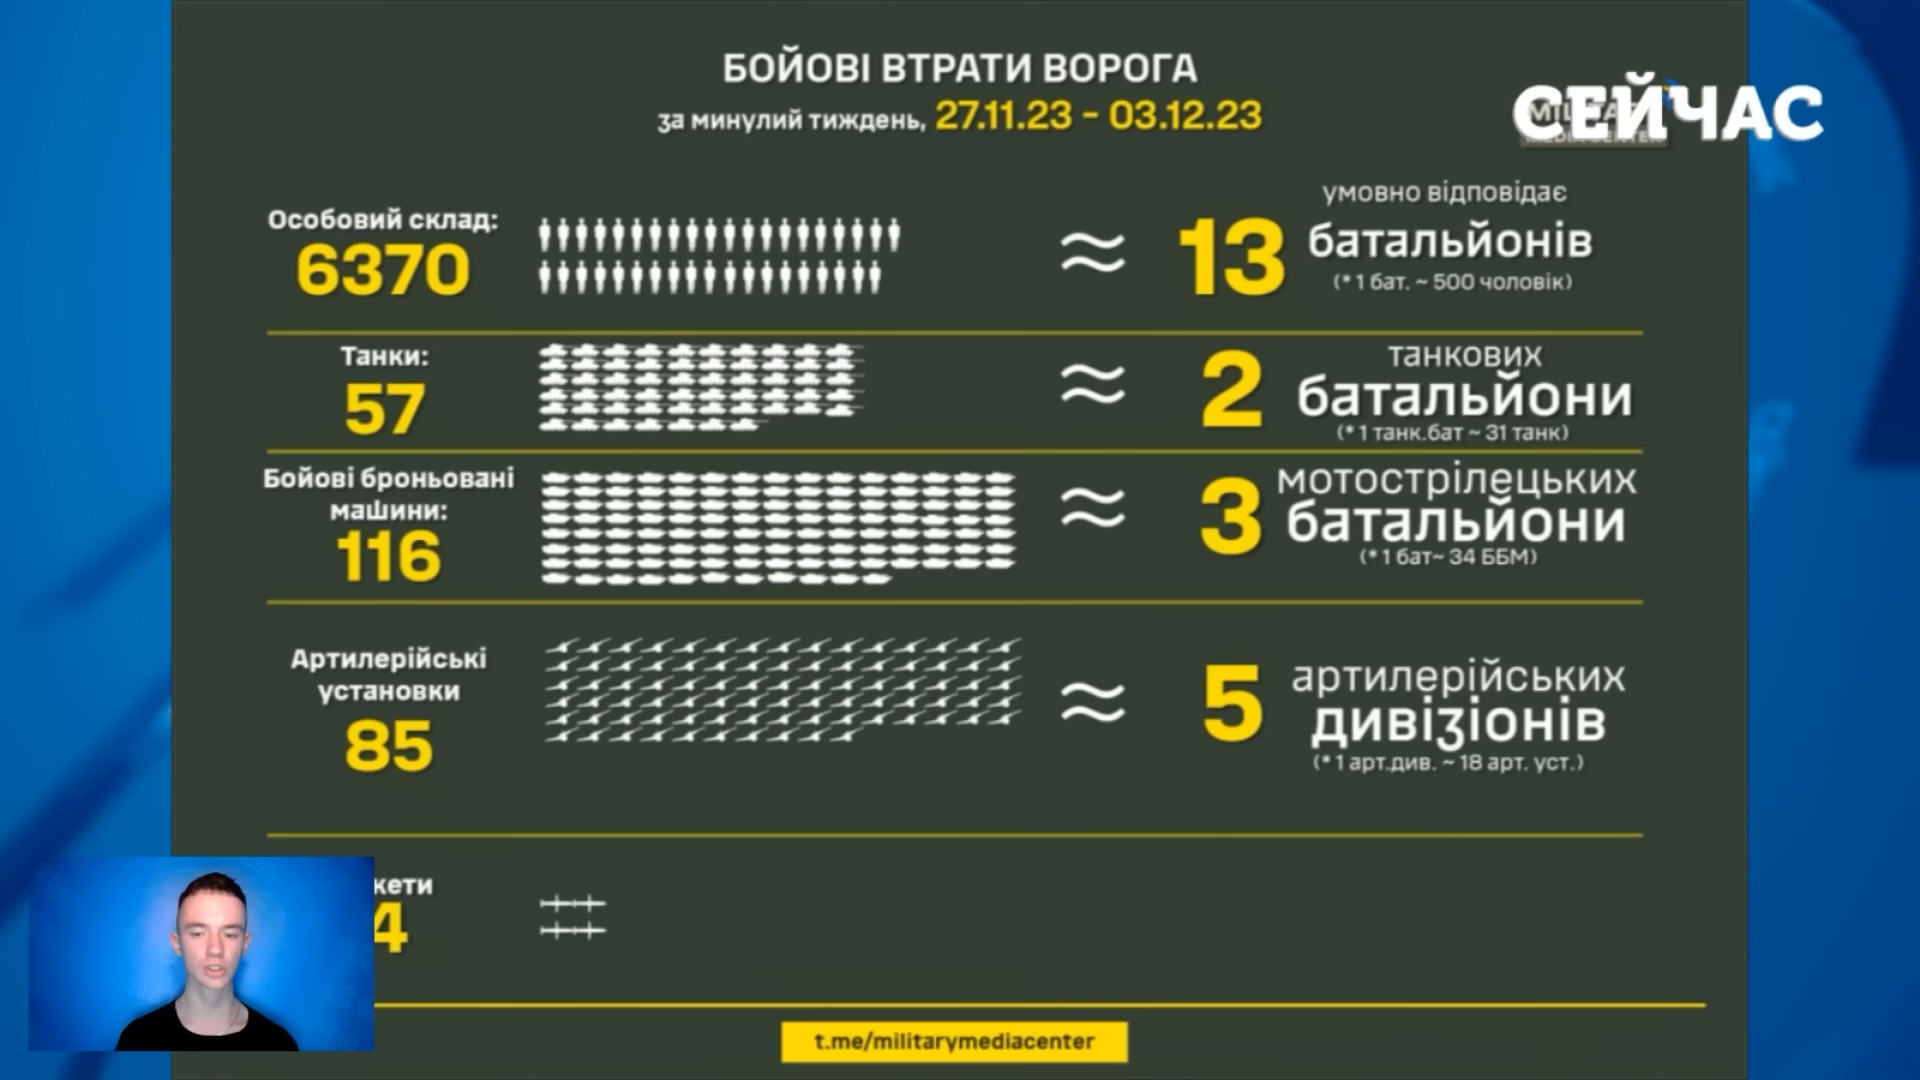 БОЙОВІ ВТРАТИ ВОРОГА
за минулий тиждень, 27.11.23 - 03.12.23
СЕЙЧАС
Особовий склад:
6370
≈
13
умовно відповідає
батальйонів
(* 1 бат. ~ 500 чоловік)
Танки:
57
≈
2
танкових
батальйони
(* 1 танк.бат ~ 31 танк)
Бойові броньовані
машини:
116
≈
3
мотострілецьких
батальйони
(* 1 бат~ 34 ББМ)
Артилерійські
установки
85
≈
5
артилерійських
дивізіонів
(* 1 арт.див. ~ 18 арт. уст.)
кети
4
t.me/militarymediacenter